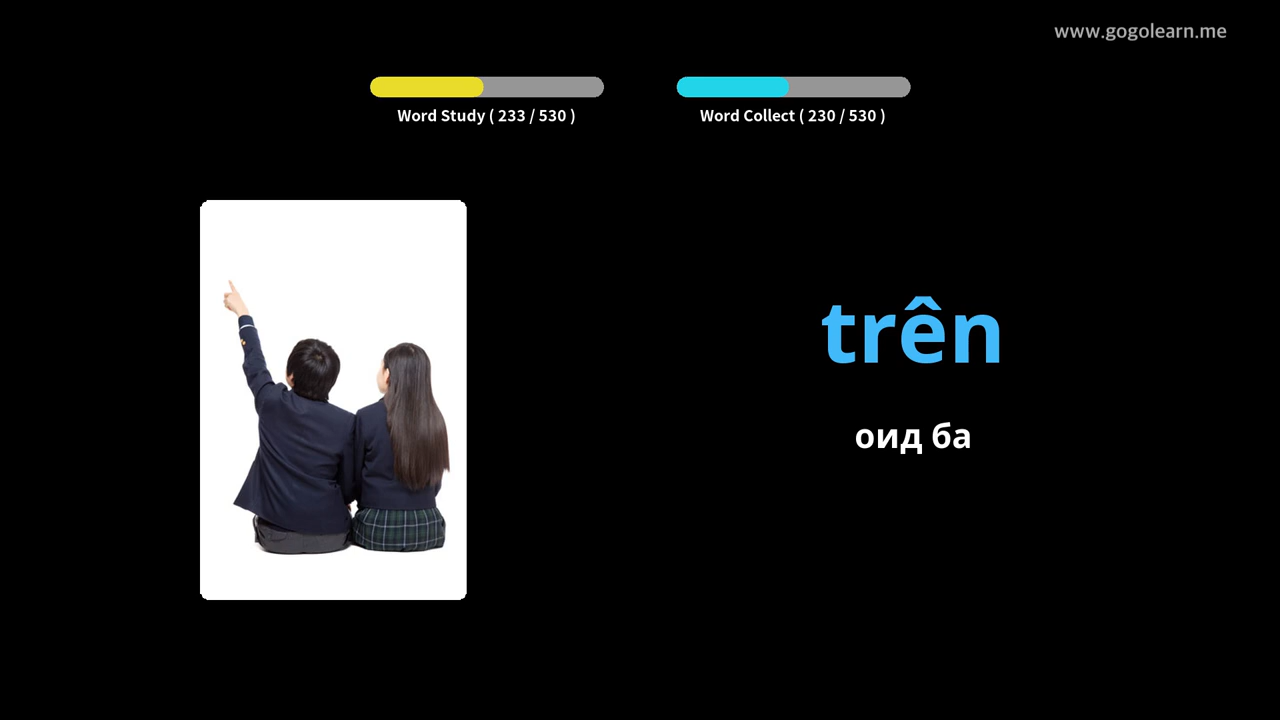 www.gogolearn.me
Word Study ( 233 / 530 )
Word Collect ( 230 / 530 )
trên
оид ба